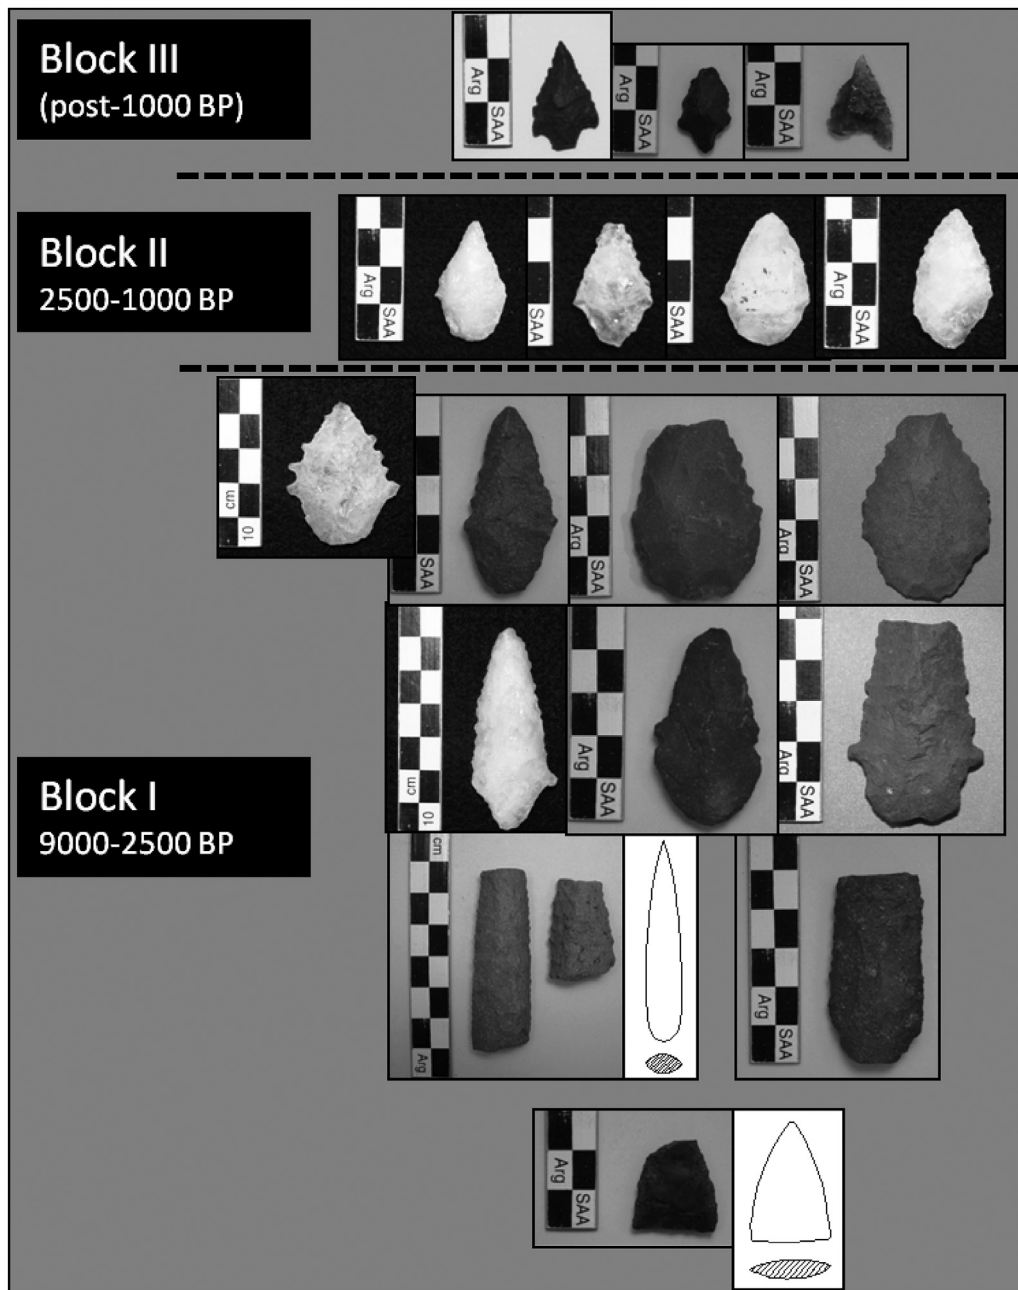 Block III
(post-1000 BP)
Arg
SAA
Arg
SAA
Arg
SAA
Block II
2500-1000 BP
Arg
SAA
SAA
SAA
Arg
SAA
cm
10
SAA
Arg
SAA
Arg
SAA
cm
10
Arg
SAA
Arg
SAA
Block I
9000-2500 BP
cm
Arg
Arg
SAA
Arg
SAA